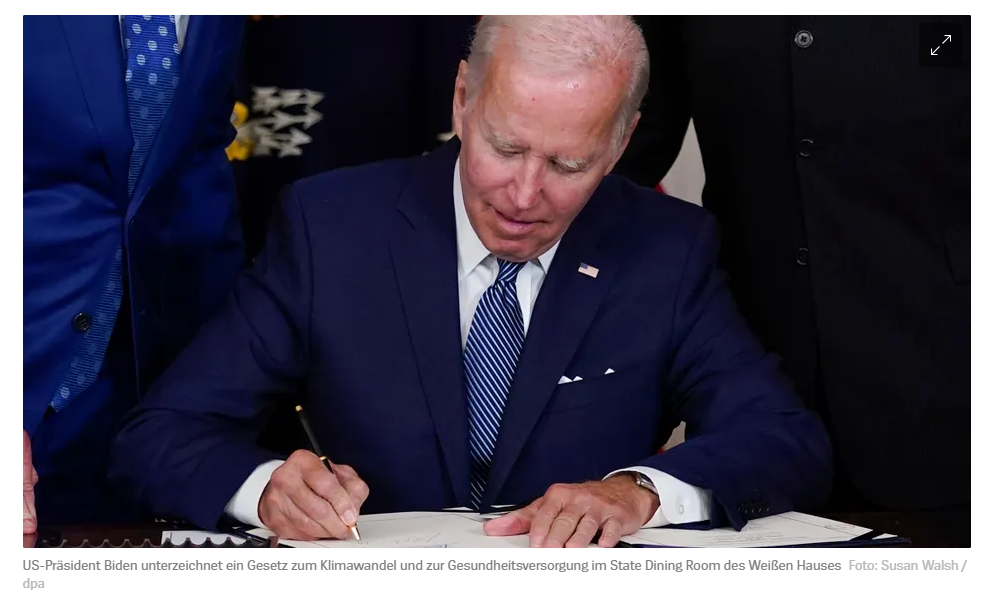 US-Präsident Biden unterzeichnet ein Gesetz zum Klimawandel und zur Gesundheitsversorgung im State Dining Room des Weißen Hauses Foto: Susan Walsh /
dpa